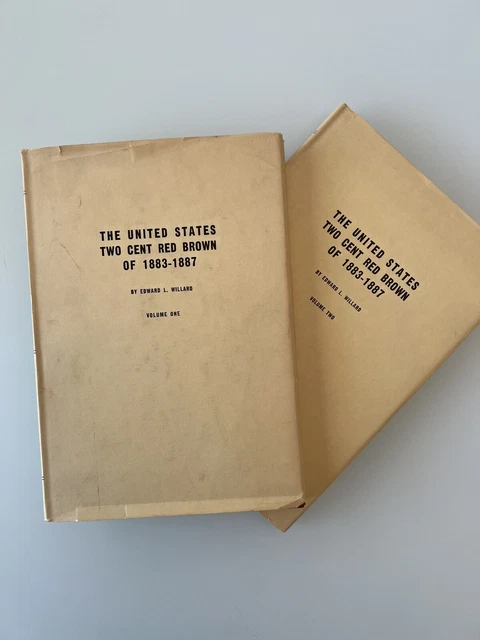 THE UNITED STATES
TWO CENT RED BROWN
OF 1883-1887
BY EDWARD L. WILLARD
VOLUME ONE
THE UNITED STATES
TWO CENT RED BROWN
OF 1883-1887
BY EDWARD L. WILLARD
VOLUME TWO